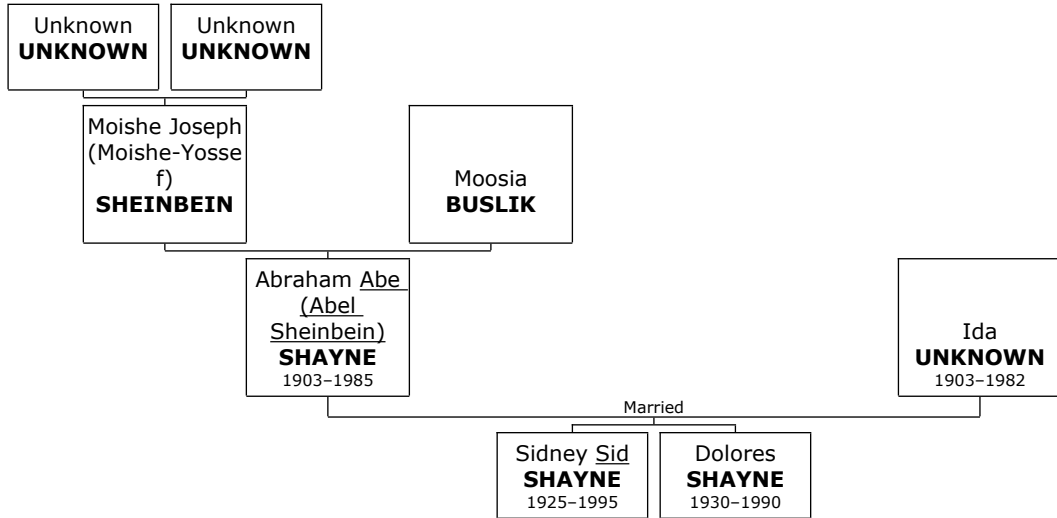 Unknown
UNKNOWN
Unknown
UNKNOWN
Moishe Joseph
(Moishe-Yosse
f)
SHEINBEIN
Moosia
BUSLIK
Abraham Abe
(Abel
Sheinbein)
SHAYNE
1903–1985
Ida
UNKNOWN
1903–1982
Married
Sidney Sid
SHAYNE
1925–1995
Dolores
SHAYNE
1930–1990